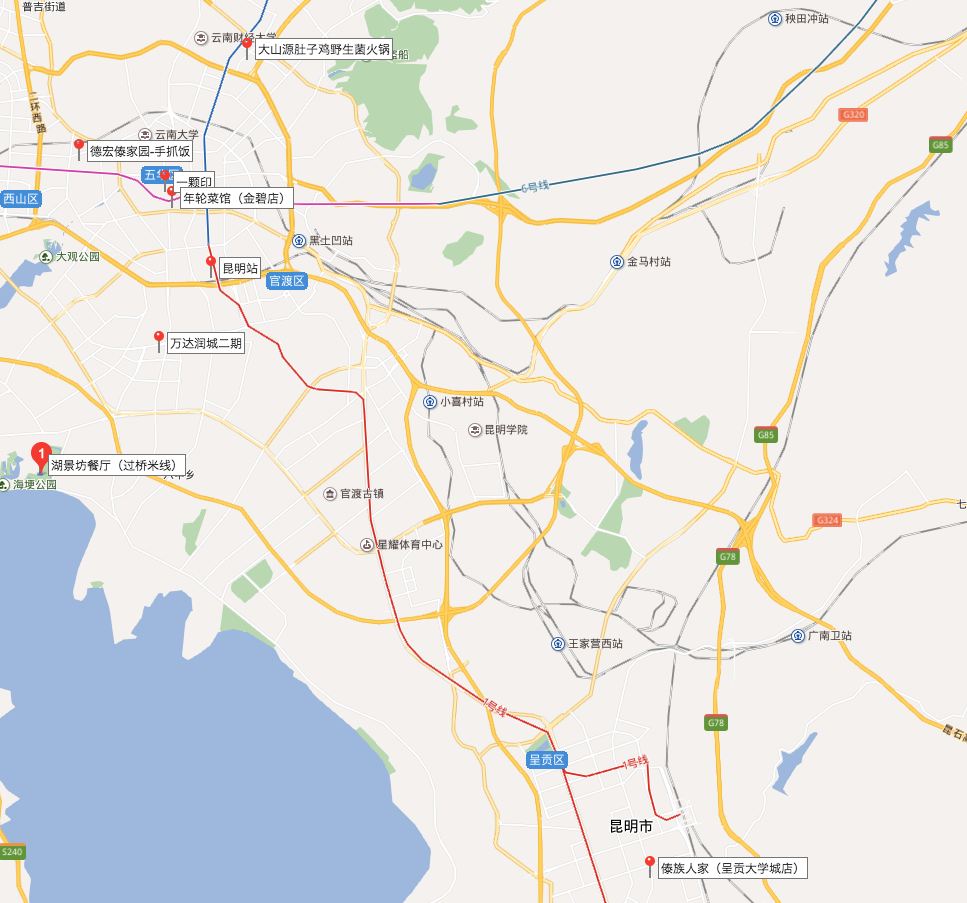 普吉街道
秧田冲站
云南财经大学
大山源肚子鸡野生菌火锅
船
二环西路
G320
云南大学
G85
德宏傣家园-手抓饭
五华
一颗印
6号线
西山区
年轮菜馆（金碧店）
黑土凹站
大观公园
昆明站
金马村站
官渡区
万达润城二期
小喜村站
昆明学院
G85
1
湖景坊餐厅（过桥米线）
乡
海埂公园
官渡古镇
七
G324
星耀体育中心
G78
广南卫站
王家营西站
1号线
G78
昆石高
呈贡区
1号线
昆明市
S240
傣族人家（呈贡大学城店）